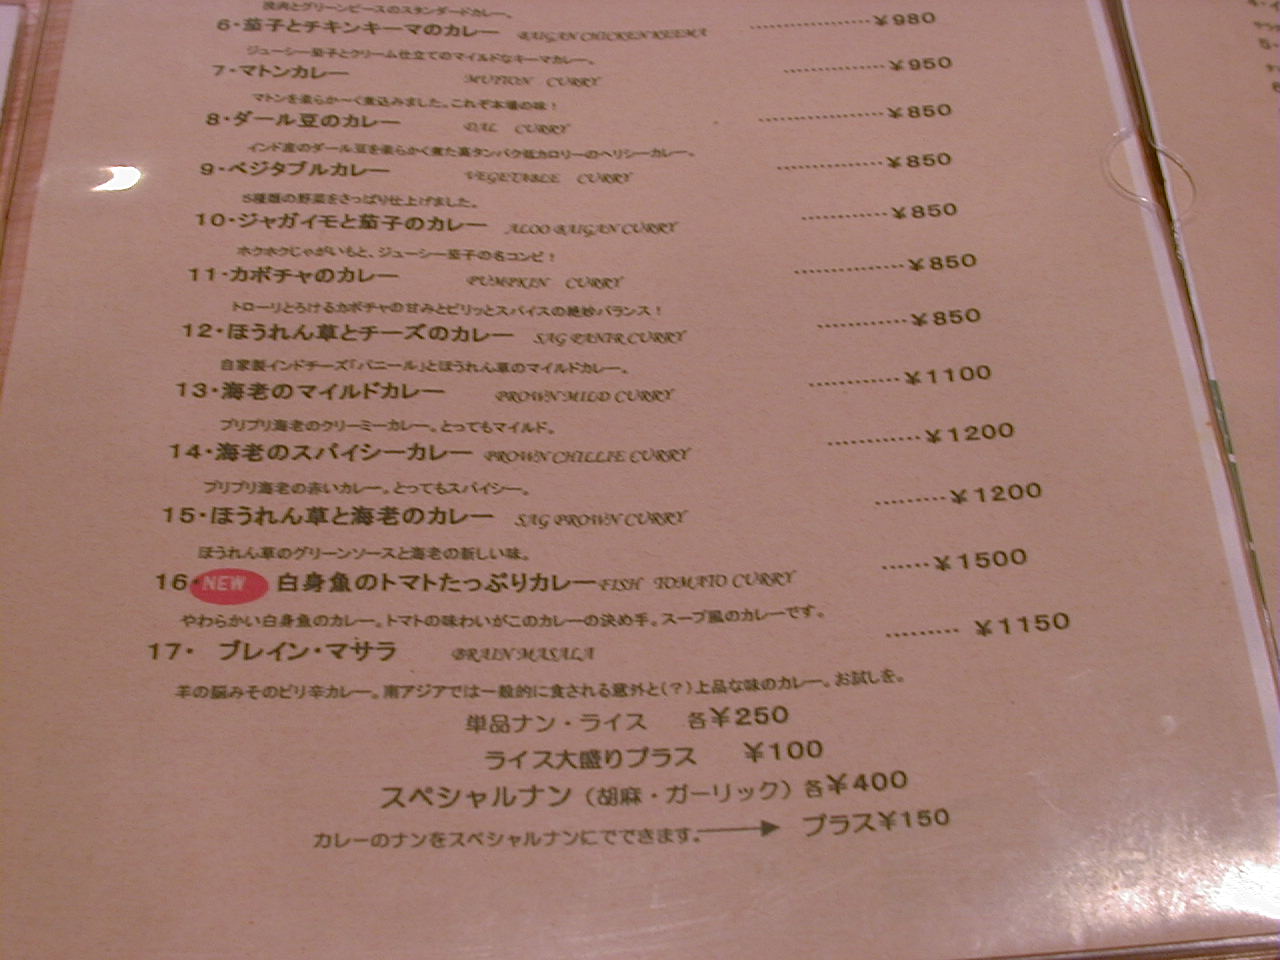 挽肉とグリーンピースのスタンダードカレー。
6・茄子とチキンキーマのカレー BAIGAN CHICKEN KEEMA ・・・・・・・・・・・・・・・¥980
ジューシー茄子とクリーム仕立てのマイルドなキーマカレー。
7・マトンカレー MUTION CURRY ・・・・・・・・・・・・・・・¥950
マトンを柔らか〜く煮込みました。これぞ本場の味！
8・ダール豆のカレー DAL CURRY ・・・・・・・・・・・・・・・・・・¥850
インド産のダール豆を柔らかく煮た高タンパク低カロリーのヘリシーカレー。
9・ベジタブルカレー VEGETABLE CURRY ・・・・・・・・・・・・・・・¥850
5種類の野菜をさっぱり仕上げました。
10・ジャガイモと茄子のカレー ALOO BAIGAN CURRY ・・・・・・・・・・・・¥850
ホクホクじゃがいもと、ジューシー茄子の名コンビ！
11・カボチャのカレー PUMPKIN CURRY ・・・・・・・・・・・・・・・¥850
トローリとろけるカボチャの甘みとピリッとスパイスの絶妙バランス！
12・ほうれん草とチーズのカレー SAG PANIR CURRY ・・・・・・・・・・・・¥850
自家製インドチーズ「パニール」とほうれん草のマイルドカレー。
13・海老のマイルドカレー PROWN MILD CURRY ・・・・・・・・・・・・¥1100
プリプリ海老のクリーミーカレー。とってもマイルド。
14・海老のスパイシーカレー PROWN CHILLIE CURRY ・・・・・・・・・・・・¥1200
プリプリ海老の赤いカレー。とってもスパイシー。
15・ほうれん草と海老のカレー SAG PROWN CURRY ・・・・・・・・・¥1200
ほうれん草のグリーンソースと海老の新しい味。
16・NEW 白身魚のトマトたっぷりカレー FISH TOMATO CURRY ・・・・・・¥1500
やわらかい白身魚のカレー。トマトの味わいがこのカレーの決め手。スープ風のカレーです。
17・ ブレイン・マサラ BRAIN MASALA ・・・・・・・・・ ¥1150
羊の脳みそのピリ辛カレー。南アジアでは一般的に食される意外と(？)上品な味のカレー。お試しを。
単品ナン・ライス 各¥250
ライス大盛りプラス ¥100
スペシャルナン（胡麻・ガーリック）各¥400
カレーのナンをスペシャルナンにでできます。→ プラス¥150